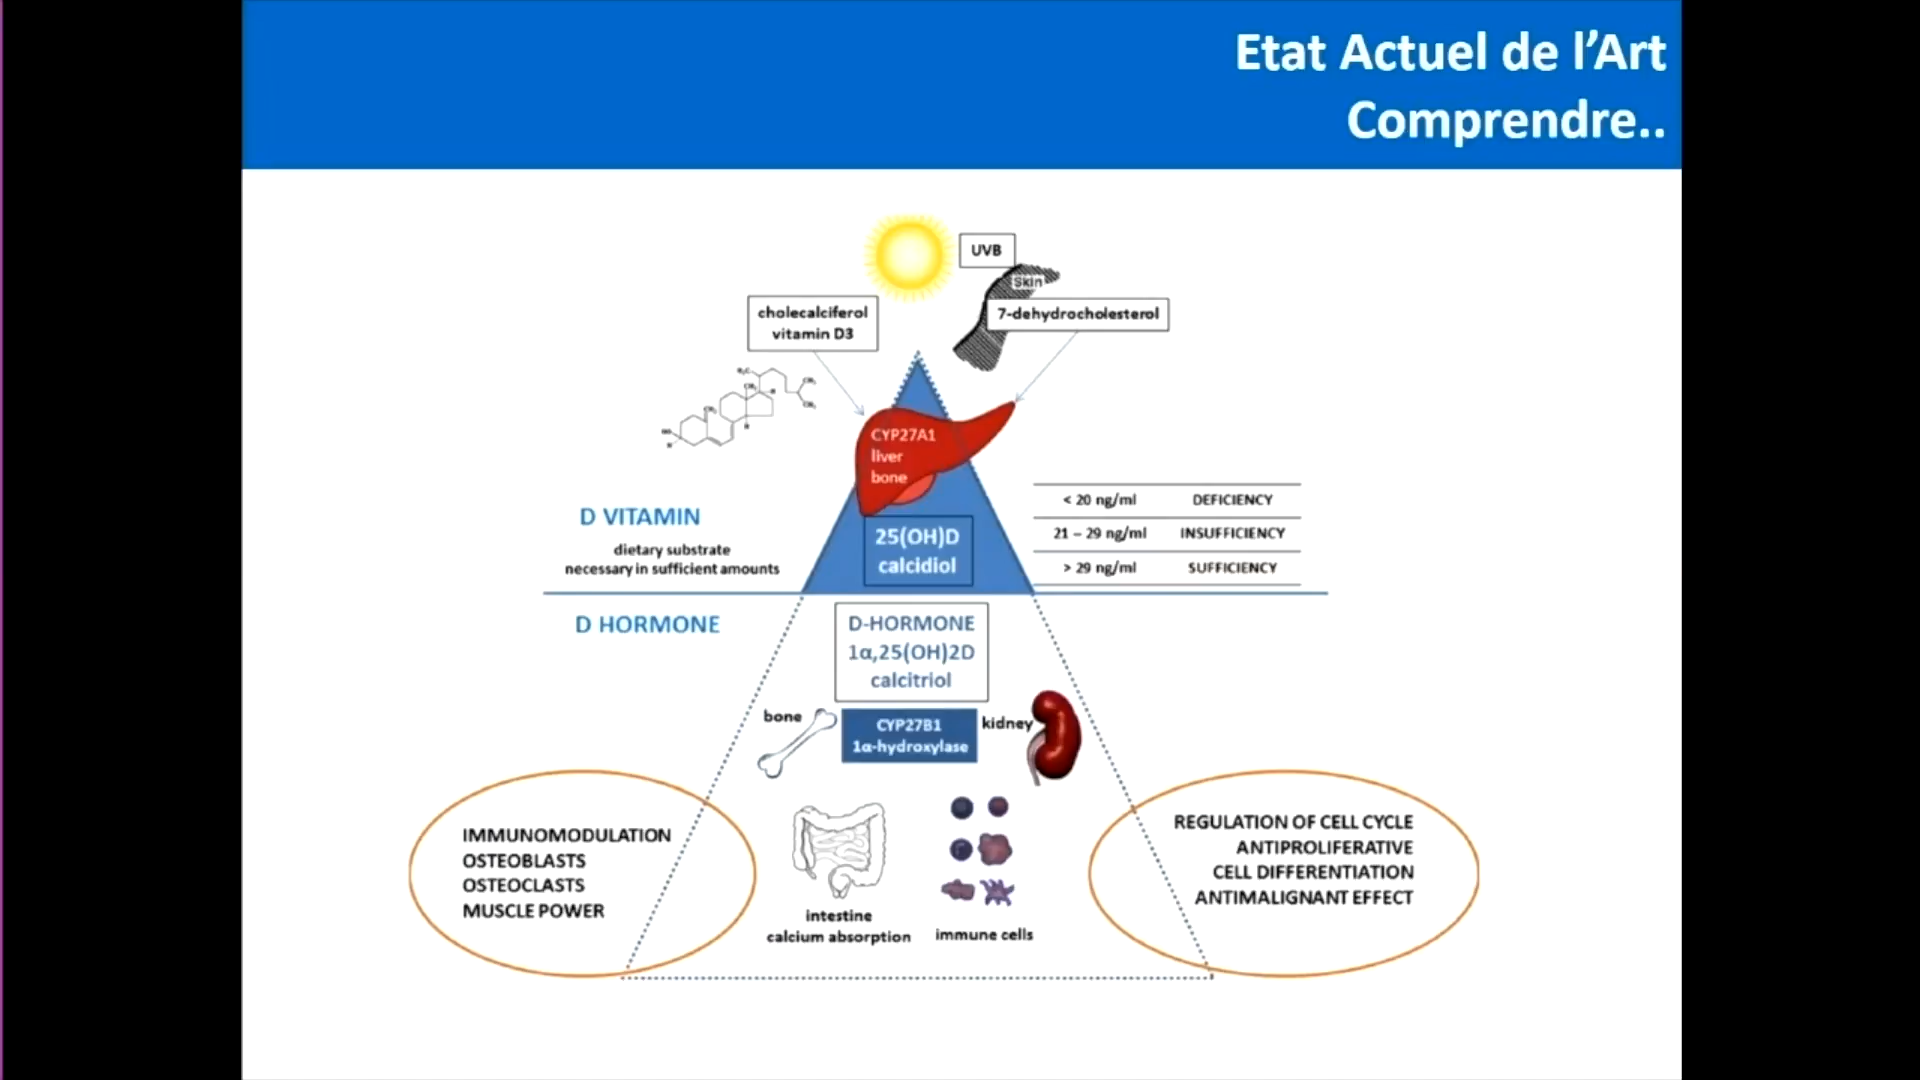 Etat Actuel de l’Art
Comprendre..
UVB
Skin
cholecalciferol
vitamin D3
7-dehydrocholesterol
CYP27A1
liver
bone
D VITAMIN
dietary substrate
necessary in sufficient amounts
25(OH)D
calcidiol
< 20 ng/ml DEFICIENCY
21 – 29 ng/ml INSUFFICIENCY
> 29 ng/ml SUFFICIENCY
D HORMONE
D-HORMONE
1α,25(OH)2D
calcitriol
bone
CYP27B1
1α-hydroxylase
kidney
IMMUNOMODULATION
OSTEOBLASTS
OSTEOCLASTS
MUSCLE POWER
intestine
calcium absorption
immune cells
REGULATION OF CELL CYCLE
ANTIPROLIFERATIVE
CELL DIFFERENTIATION
ANTIMALIGNANT EFFECT